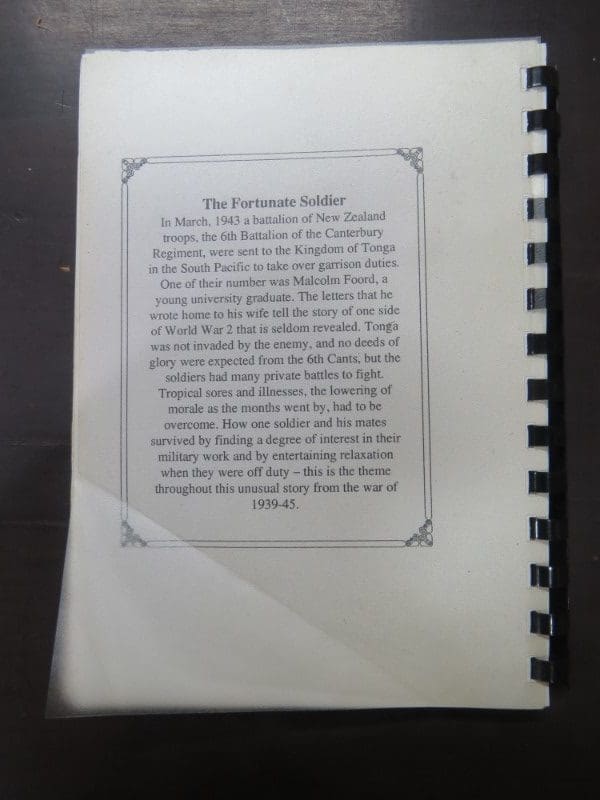 The Fortunate Soldier
In March, 1943 a battalion of New Zealand
troops, the 6th Battalion of the Canterbury
Regiment, were sent to the Kingdom of Tonga
in the South Pacific to take over garrison duties.
One of their number was Malcolm Foord, a
young university graduate. The letters that he
wrote home to his wife tell the story of one side
of World War 2 that is seldom revealed. Tonga
was not invaded by the enemy, and no deeds of
glory were expected from the 6th Cants, but the
soldiers had many private battles to fight.
Tropical sores and illnesses, the lowering of
morale as the months went by, had to be
overcome. How one soldier and his mates
survived by finding a degree of interest in their
military work and by entertaining relaxation
when they were off duty – this is the theme
throughout this unusual story from the war of
1939-45.